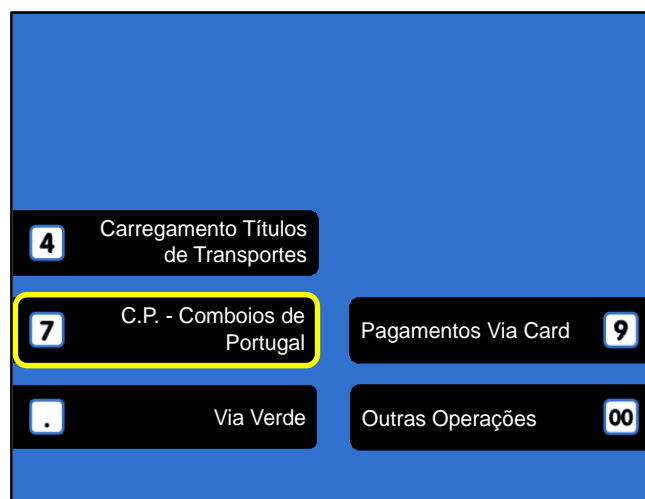 4
Carregamento Títulos
de Transportes
7
C.P. - Comboios de
Portugal
Pagamentos Via Card
9
.
Via Verde
Outras Operações
00